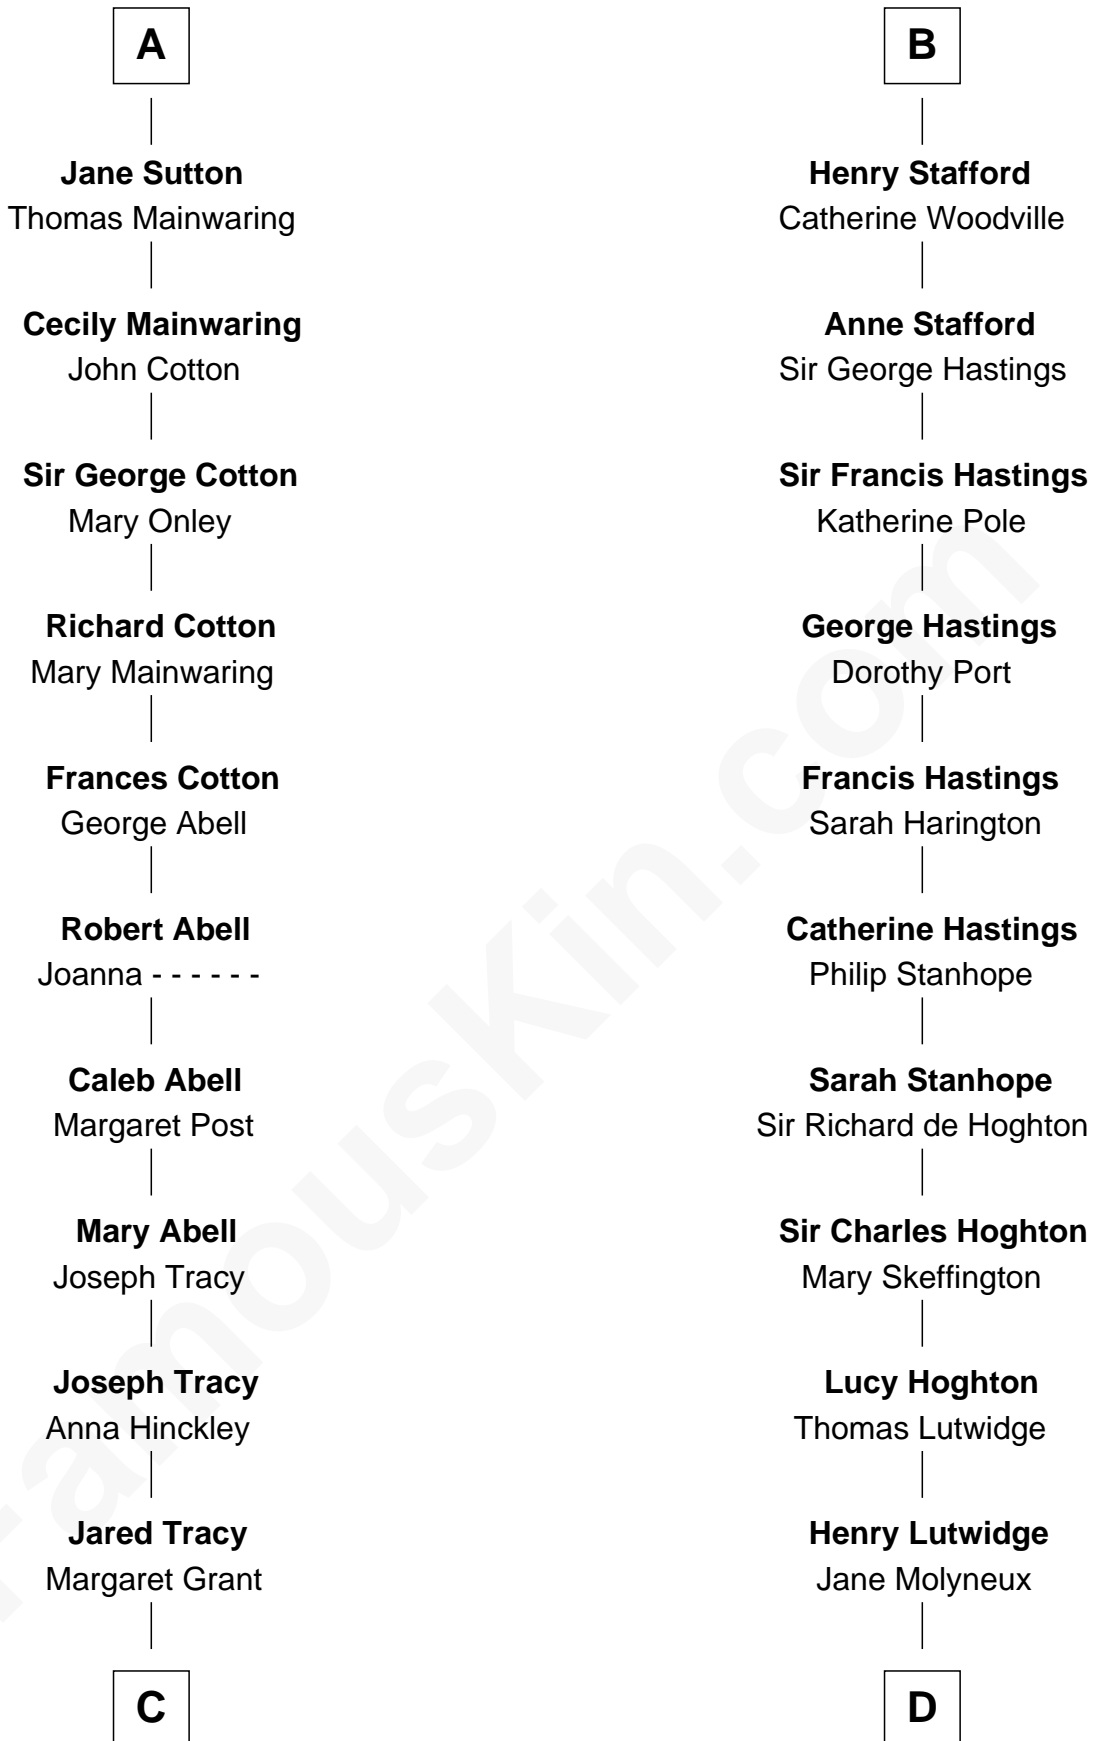 A
Jane Sutton
Thomas Mainwaring
Cecily Mainwaring
John Cotton
Sir George Cotton
Mary Onley
Richard Cotton
Mary Mainwaring
Frances Cotton
George Abell
Robert Abell
Joanna - - - - - -
Caleb Abell
Margaret Post
Mary Abell
Joseph Tracy
Joseph Tracy
Anna Hinckley
Jared Tracy
Margaret Grant
C
B
Henry Stafford
Catherine Woodville
Anne Stafford
Sir George Hastings
Sir Francis Hastings
Katherine Pole
George Hastings
Dorothy Port
Francis Hastings
Sarah Harington
Catherine Hastings
Philip Stanhope
Sarah Stanhope
Sir Richard de Hoghton
Sir Charles Hoghton
Mary Skeffington
Lucy Hoghton
Thomas Lutwidge
Henry Lutwidge
Jane Molyneux
D
FamousKin.com